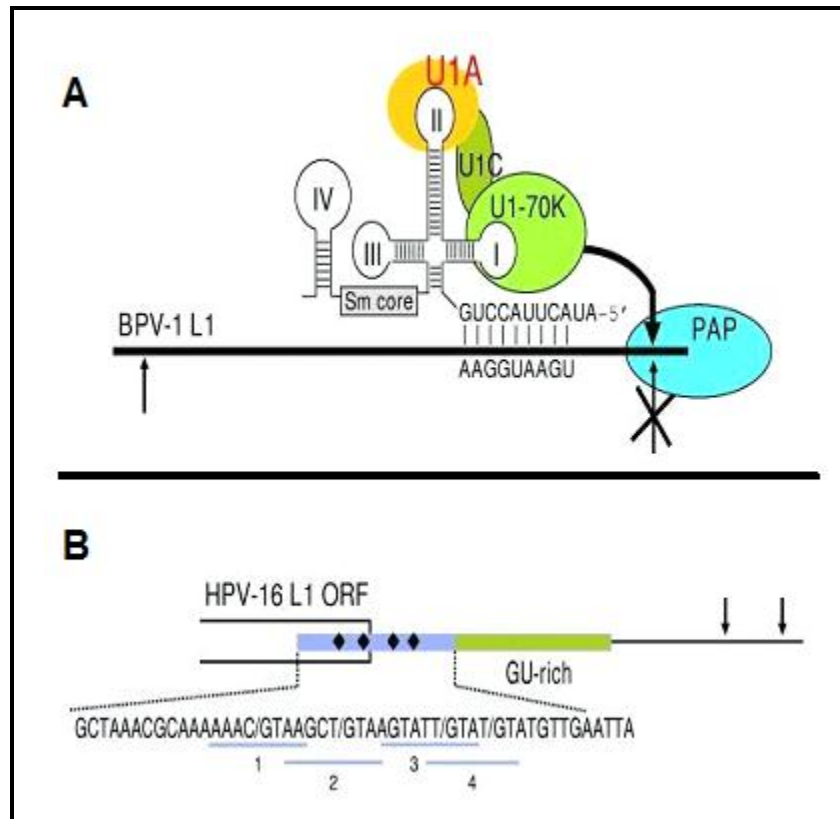 A
U1A
II
U1C
U1-70K
IV
III
I
Sm core
GUCCAUUCAUA-5'
BPV-1 L1
PAP
AAGGUAAGU
B
HPV-16 L1 ORF
GU-rich
GCTAAACGCAAAAAAC/GTAAGCT/GTAAGTATT/GTAT/GTATGTTGAATTA
1
3
2
4